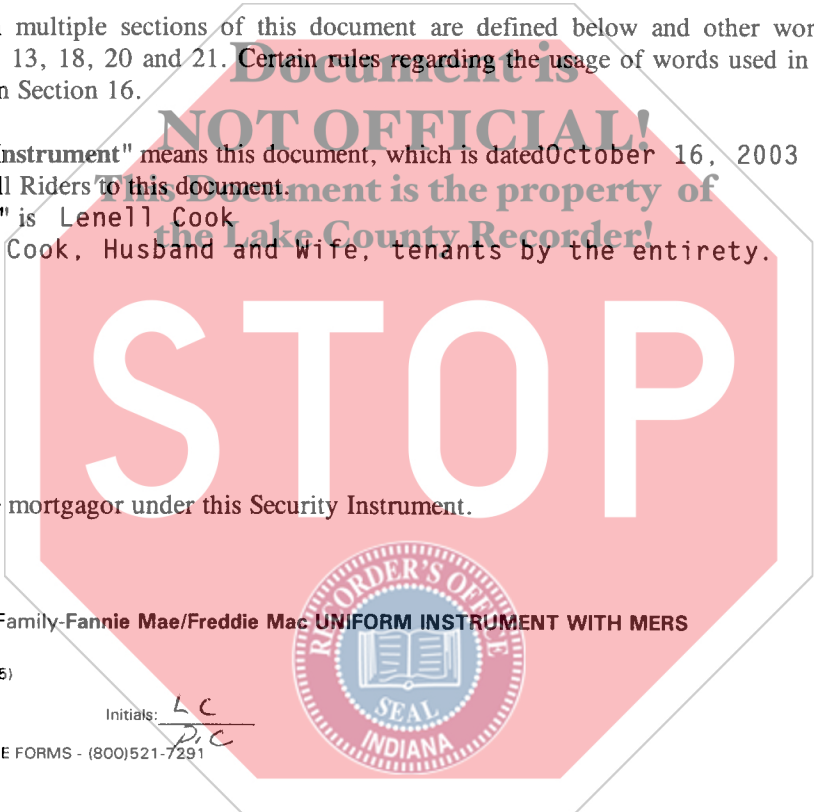 multiple sections of this document are defined below and other wor
13, 18, 20 and 21. Certain rules regarding the usage of words used in
Section 16.
Document is
NOT OFFICIAL!
This Document is the property of
the Lake County Recorder!
Instrument" means this document, which is datedOctober 16, 2003
Riders to this document.
" is Lenell Cook
Cook, Husband and Wife, tenants by the entirety.
STOP
mortgagor under this Security Instrument.
RECORDER'S OFFICE
SEAL
INDIANA
Family-Fannie Mae/Freddie Mac UNIFORM INSTRUMENT WITH MERS
Initials: L C
D.C
FORMS - (800)521-7291